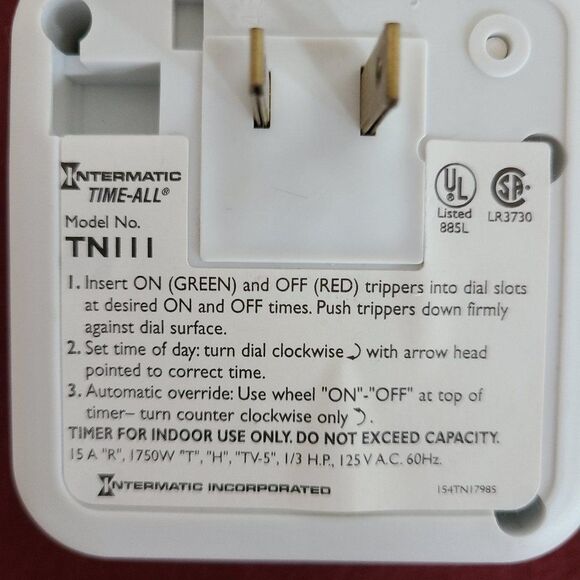 INTERMATIC
TIME-ALL®
Model No.
TN111
UL
Listed
885L
SA
LR3730
1. Insert ON (GREEN) and OFF (RED) trippers into dial slots
at desired ON and OFF times. Push trippers down firmly
against dial surface.
2. Set time of day: turn dial clockwise with arrow head
pointed to correct time.
3. Automatic override: Use wheel "ON"-"OFF" at top of
timer– turn counter clockwise only .
TIMER FOR INDOOR USE ONLY. DO NOT EXCEED CAPACITY.
15 A "R", 1750W "T", "H", "TV-5", 1/3 H.P., 125 V A.C. 60Hz.
INTERMATIC INCORPORATED
154TN17985